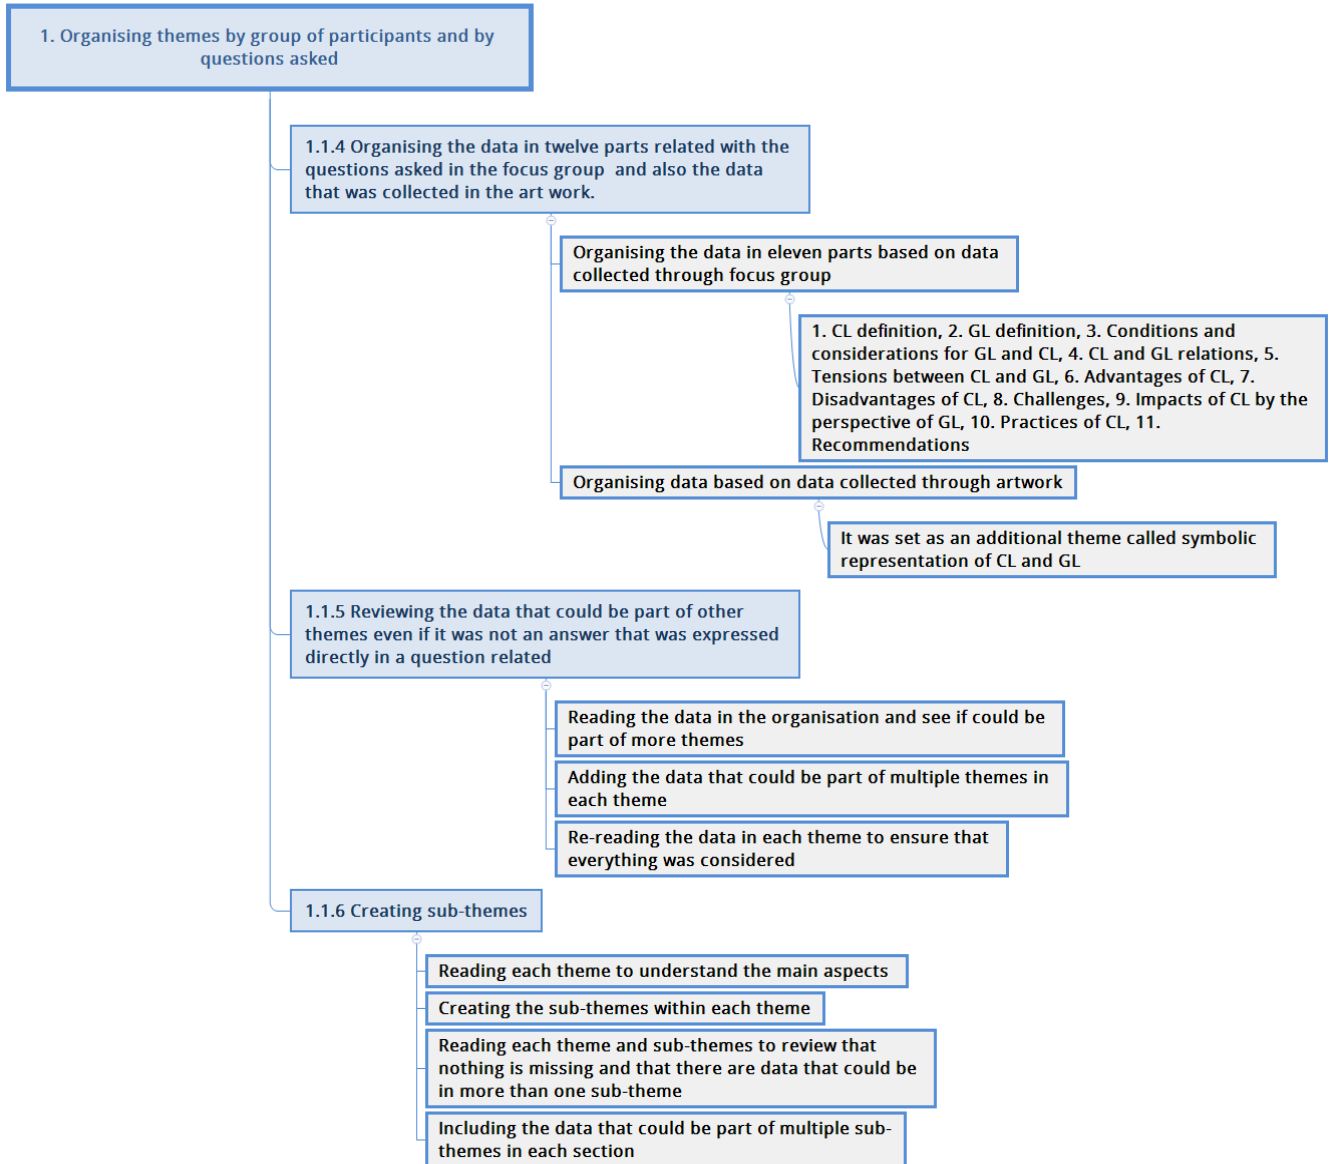 1. Organising themes by group of participants and by
questions asked
1.1.4 Organising the data in twelve parts related with the
questions asked in the focus group  and also the data
that was collected in the art work.
Organising the data in eleven parts based on data
collected through focus group
1. CL definition, 2. GL definition, 3. Conditions and
considerations for GL and CL, 4. CL and GL relations, 5.
Tensions between CL and GL, 6. Advantages of CL, 7.
Disadvantages of CL, 8. Challenges, 9. Impacts of CL by the
perspective of GL, 10. Practices of CL, 11.
Recommendations
Organising data based on data collected through artwork
It was set as an additional theme called symbolic
representation of CL and GL
1.1.5 Reviewing the data that could be part of other
themes even if it was not an answer that was expressed
directly in a question related
Reading the data in the organisation and see if could be
part of more themes
Adding the data that could be part of multiple themes in
each theme
Re-reading the data in each theme to ensure that
everything was considered
1.1.6 Creating sub-themes
Reading each theme to understand the main aspects
Creating the sub-themes within each theme
Reading each theme and sub-themes to review that
nothing is missing and that there are data that could be
in more than one sub-theme
Including the data that could be part of multiple sub-
themes in each section